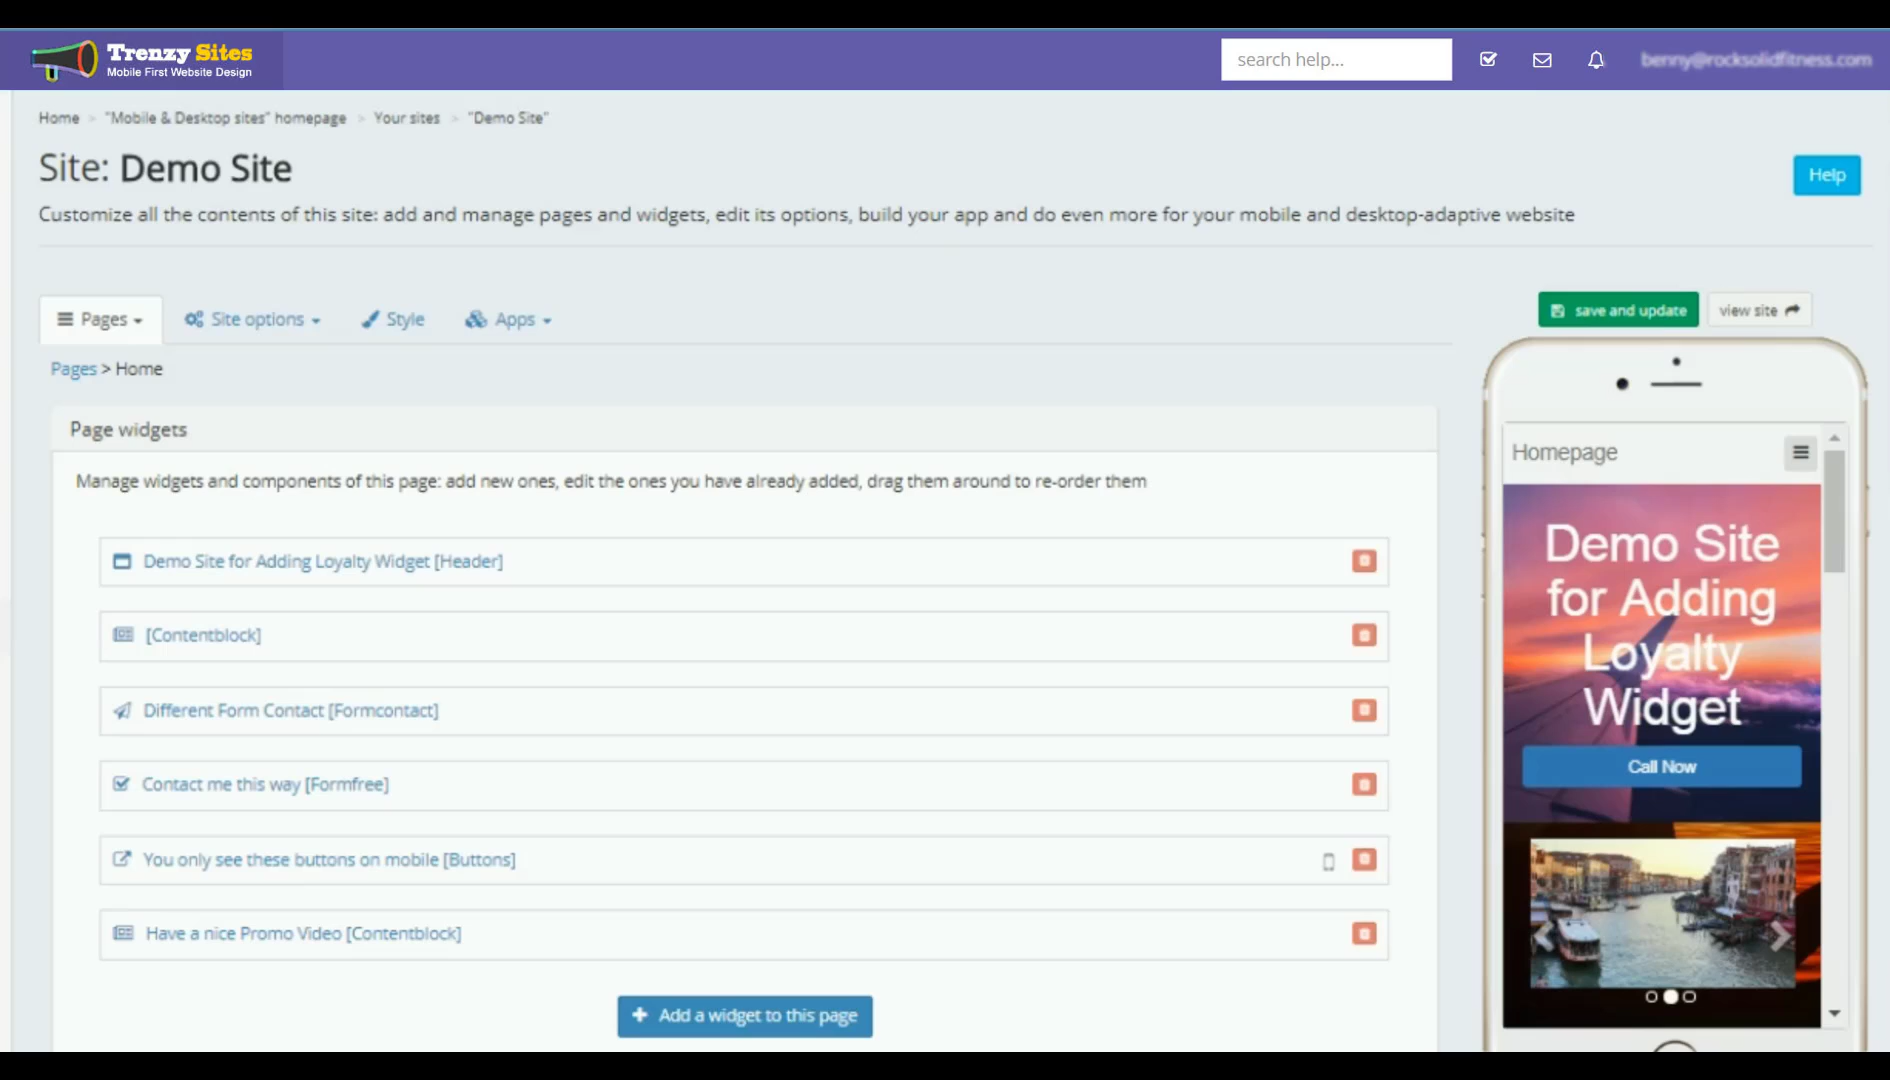 Trenzy Sites
Mobile First Website Design
search help...
benny@rocksolidfitness.com
Home > "Mobile & Desktop sites" homepage > Your sites > "Demo Site"
Site: Demo Site
Help
Customize all the contents of this site: add and manage pages and widgets, edit its options, build your app and do even more for your mobile and desktop-adaptive website
Pages
Site options
Style
Apps
save and update
view site
Pages > Home
Page widgets
Manage widgets and components of this page: add new ones, edit the ones you have already added, drag them around to re-order them
Demo Site for Adding Loyalty Widget [Header]
[Contentblock]
Different Form Contact [Formcontact]
Contact me this way [Formfree]
You only see these buttons on mobile [Buttons]
Have a nice Promo Video [Contentblock]
Add a widget to this page
Homepage
Demo Site
for Adding
Loyalty
Widget
Call Now